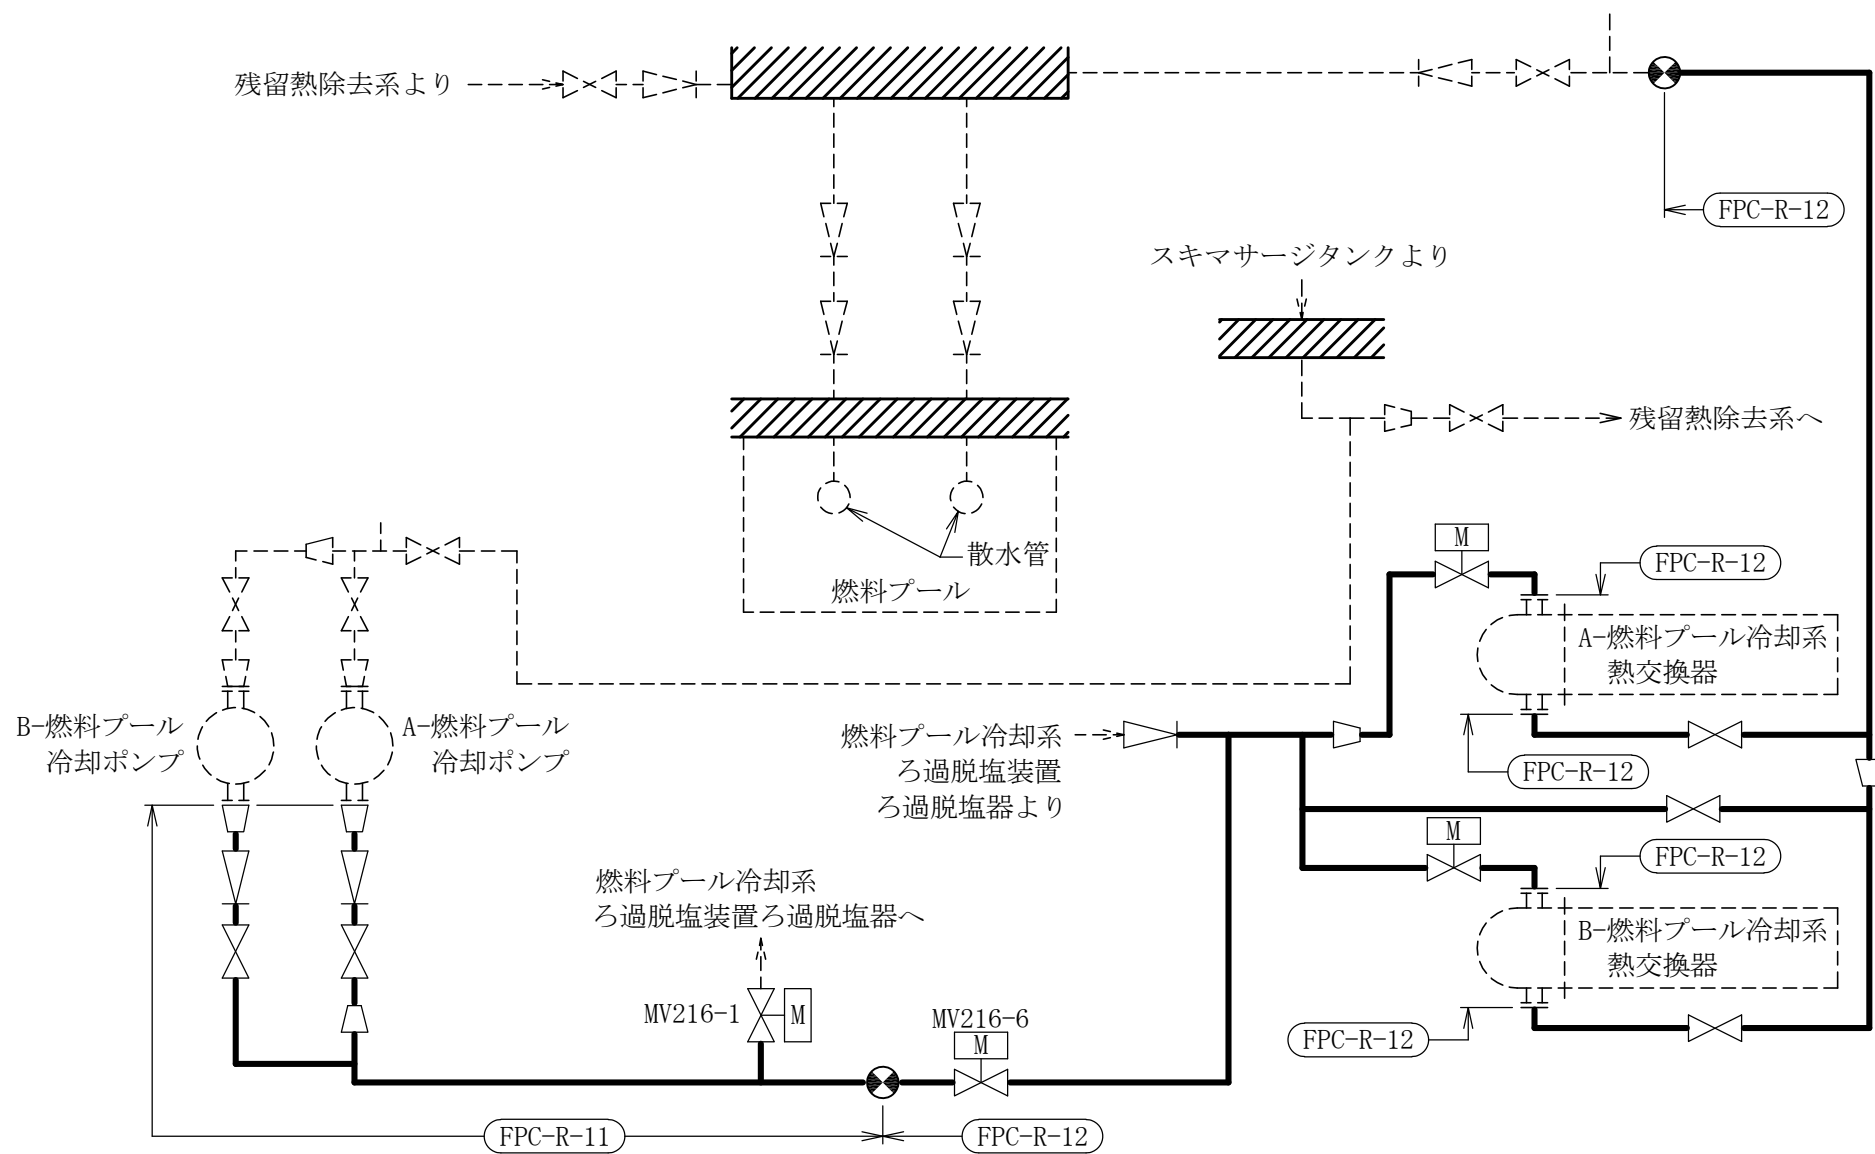 残留熱除去系より
FPC-R-12
スキマサージタンクより
残留熱除去系へ
散水管
燃料プール
M
FPC-R-12
A-燃料プール冷却系
熱交換器
FPC-R-12
B-燃料プール
冷却ポンプ
A-燃料プール
冷却ポンプ
燃料プール冷却系
ろ過脱塩装置
ろ過脱塩器より
M
FPC-R-12
B-燃料プール冷却系
熱交換器
FPC-R-12
燃料プール冷却系
ろ過脱塩装置ろ過脱塩器へ
MV216-1
M
MV216-6
M
FPC-R-11
FPC-R-12